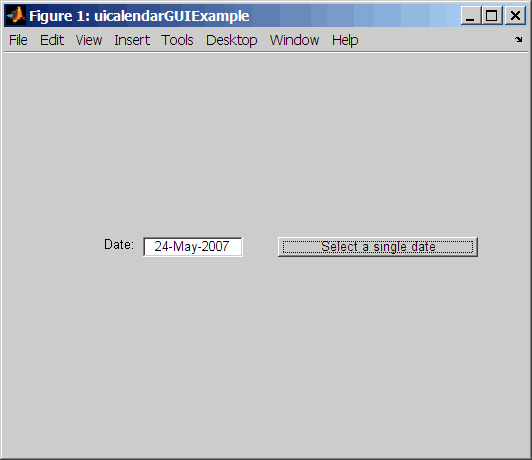 Figure 1: uicalendarGUIExample
File Edit View Insert Tools Desktop Window Help
Date: 24-May-2007 Select a single date